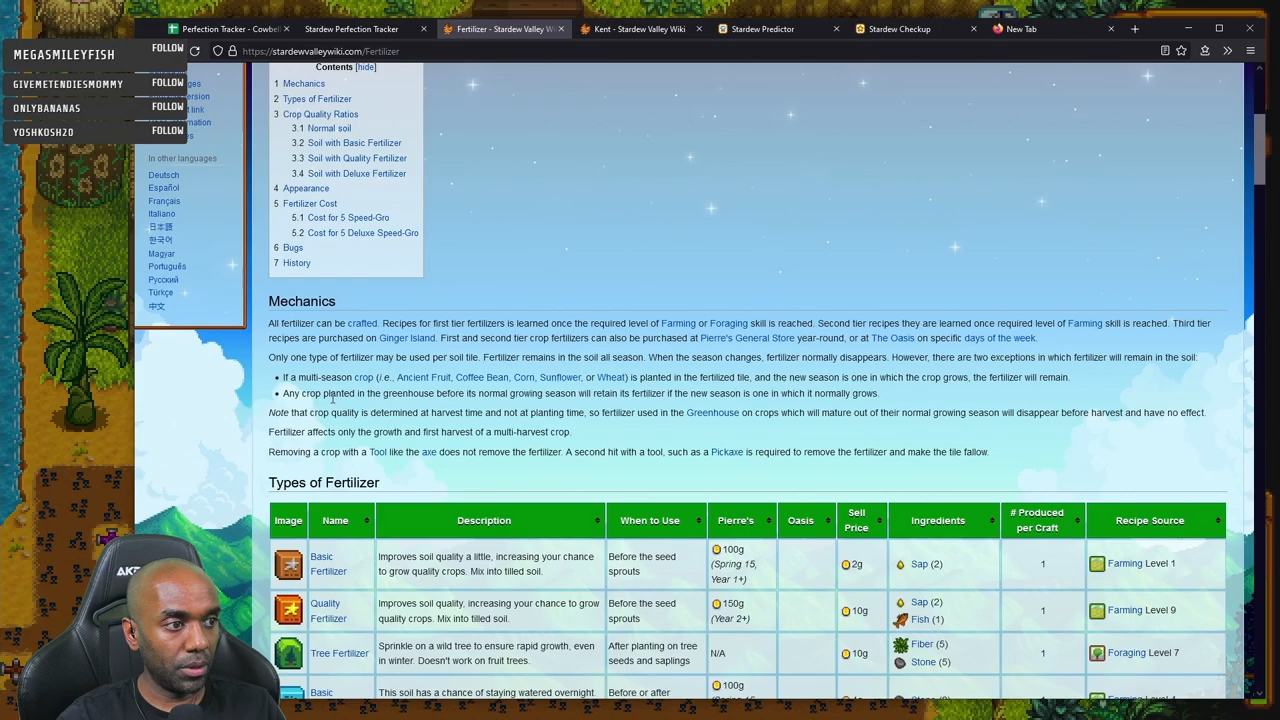 Perfection Tracker - Cowbell
Stardew Perfection Tracker
Fertilizer - Stardew Valley Wi
Kent - Stardew Valley Wiki
Stardew Predictor
Stardew Checkup
New Tab
https://stardewvalleywiki.com/Fertilizer
MEGASMILEYFISH FOLLOW
GIVEMETENDIESMOMMY FOLLOW
ONLYBANANAS FOLLOW
YOSHKOSH20 FOLLOW
In other languages
Deutsch
Español
Français
Italiano
日本語
한국어
Magyar
Português
Русский
Türkçe
中文
Contents [hide]
1 Mechanics
2 Types of Fertilizer
3 Crop Quality Ratios
3.1 Normal soil
3.2 Soil with Basic Fertilizer
3.3 Soil with Quality Fertilizer
3.4 Soil with Deluxe Fertilizer
4 Appearance
5 Fertilizer Cost
5.1 Cost for 5 Speed-Gro
5.2 Cost for 5 Deluxe Speed-Gro
6 Bugs
7 History
Mechanics
All fertilizer can be crafted. Recipes for first tier fertilizers is learned once the required level of Farming or Foraging skill is reached. Second tier recipes they are learned once required level of Farming skill is reached. Third tier
recipes are purchased on Ginger Island. First and second tier crop fertilizers can also be purchased at Pierre's General Store year-round, or at The Oasis on specific days of the week.
Only one type of fertilizer may be used per soil tile. Fertilizer remains in the soil all season. When the season changes, fertilizer normally disappears. However, there are two exceptions in which fertilizer will remain in the soil:
• If a multi-season crop (i.e., Ancient Fruit, Coffee Bean, Corn, Sunflower, or Wheat) is planted in the fertilized tile, and the new season is one in which the crop grows, the fertilizer will remain.
• Any crop planted in the greenhouse before its normal growing season will retain its fertilizer if the new season is one in which it normally grows.
Note that crop quality is determined at harvest time and not at planting time, so fertilizer used in the Greenhouse on crops which will mature out of their normal growing season will disappear before harvest and have no effect.
Fertilizer affects only the growth and first harvest of a multi-harvest crop.
Removing a crop with a Tool like the axe does not remove the fertilizer. A second hit with a tool, such as a Pickaxe is required to remove the fertilizer and make the tile fallow.
Types of Fertilizer
Image Name Description When to Use Pierre's Oasis Sell Price Ingredients # Produced per Craft Recipe Source
Basic Fertilizer Improves soil quality a little, increasing your chance to grow quality crops. Mix into tilled soil. Before the seed sprouts 100g (Spring 15, Year 1+) 2g Sap (2) 1 Farming Level 1
Quality Fertilizer Improves soil quality, increasing your chance to grow quality crops. Mix into tilled soil. Before the seed sprouts 150g (Year 2+) 10g Sap (2) Fish (1) 1 Farming Level 9
Tree Fertilizer Sprinkle on a wild tree to ensure rapid growth, even in winter. Doesn't work on fruit trees. After planting on tree seeds and saplings N/A 10g Fiber (5) Stone (5) 1 Foraging Level 7
Basic This soil has a chance of staying watered overnight. Before or after 100g